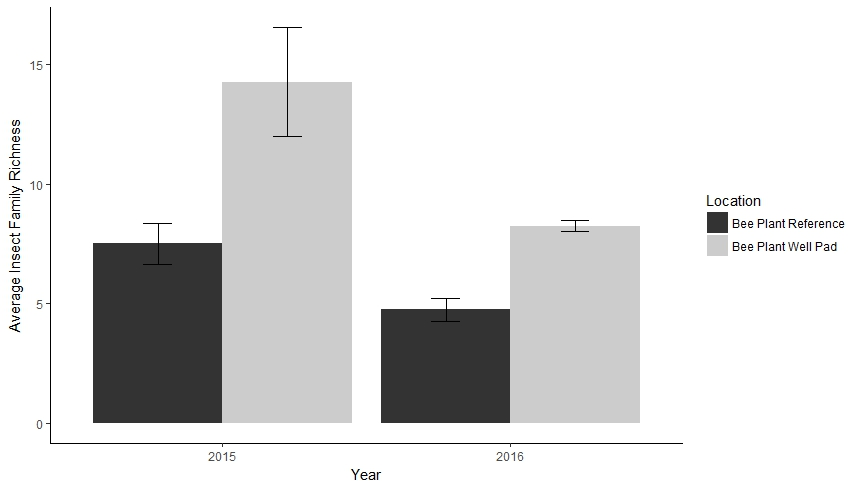 Average Insect Family Richness
15
10
5
0
2015
2016
Year
Location
Bee Plant Reference
Bee Plant Well Pad